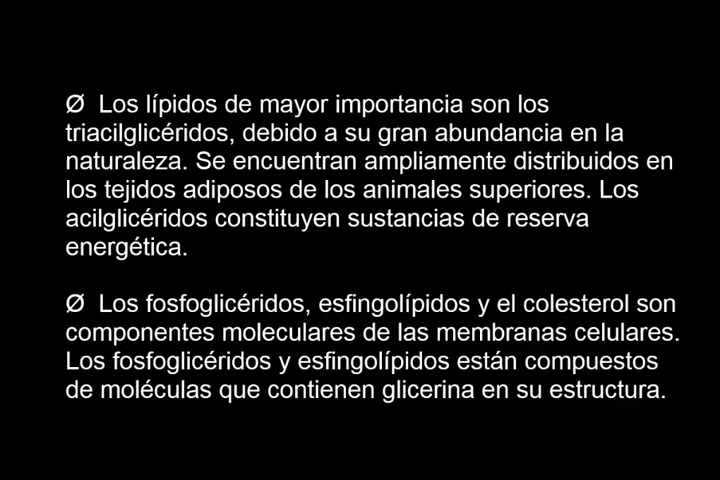 Ø Los lípidos de mayor importancia son los
triacilglicéridos, debido a su gran abundancia en la
naturaleza. Se encuentran ampliamente distribuidos en
los tejidos adiposos de los animales superiores. Los
acilglicéridos constituyen sustancias de reserva
energética.
Ø Los fosfoglicéridos, esfingolípidos y el colesterol son
componentes moleculares de las membranas celulares.
Los fosfoglicéridos y esfingolípidos están compuestos
de moléculas que contienen glicerina en su estructura.